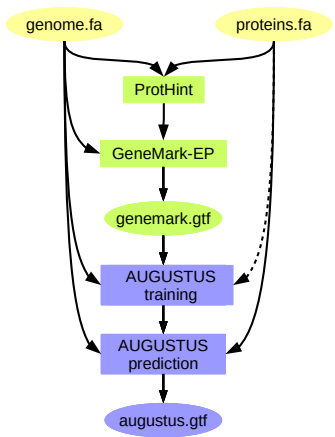 genome.fa
proteins.fa
ProtHint
GeneMark-EP
genemark.gtf
AUGUSTUS
training
AUGUSTUS
prediction
augustus.gtf